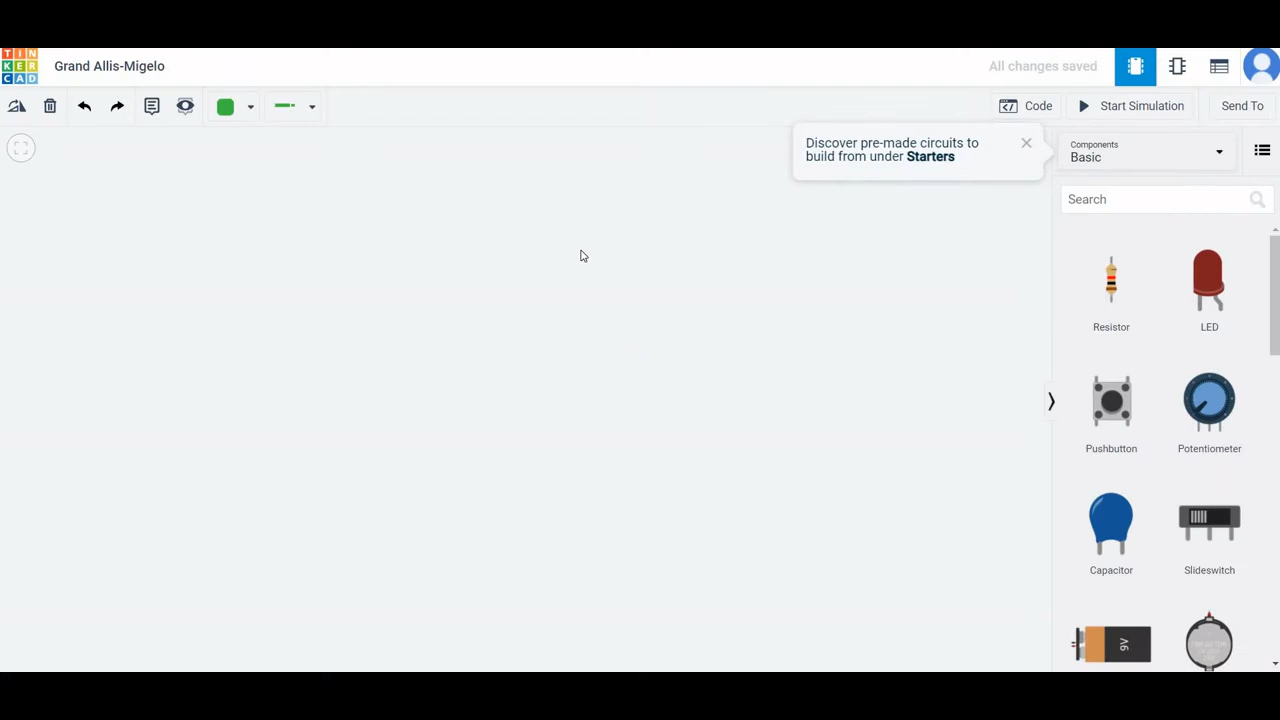 TIN
KER
CAD
Grand Allis-Migelo
All changes saved
Code
Start Simulation
Send To
Discover pre-made circuits to
build from under Starters
Components
Basic
Search
Resistor
LED
Pushbutton
Potentiometer
Capacitor
Slideswitch
9V